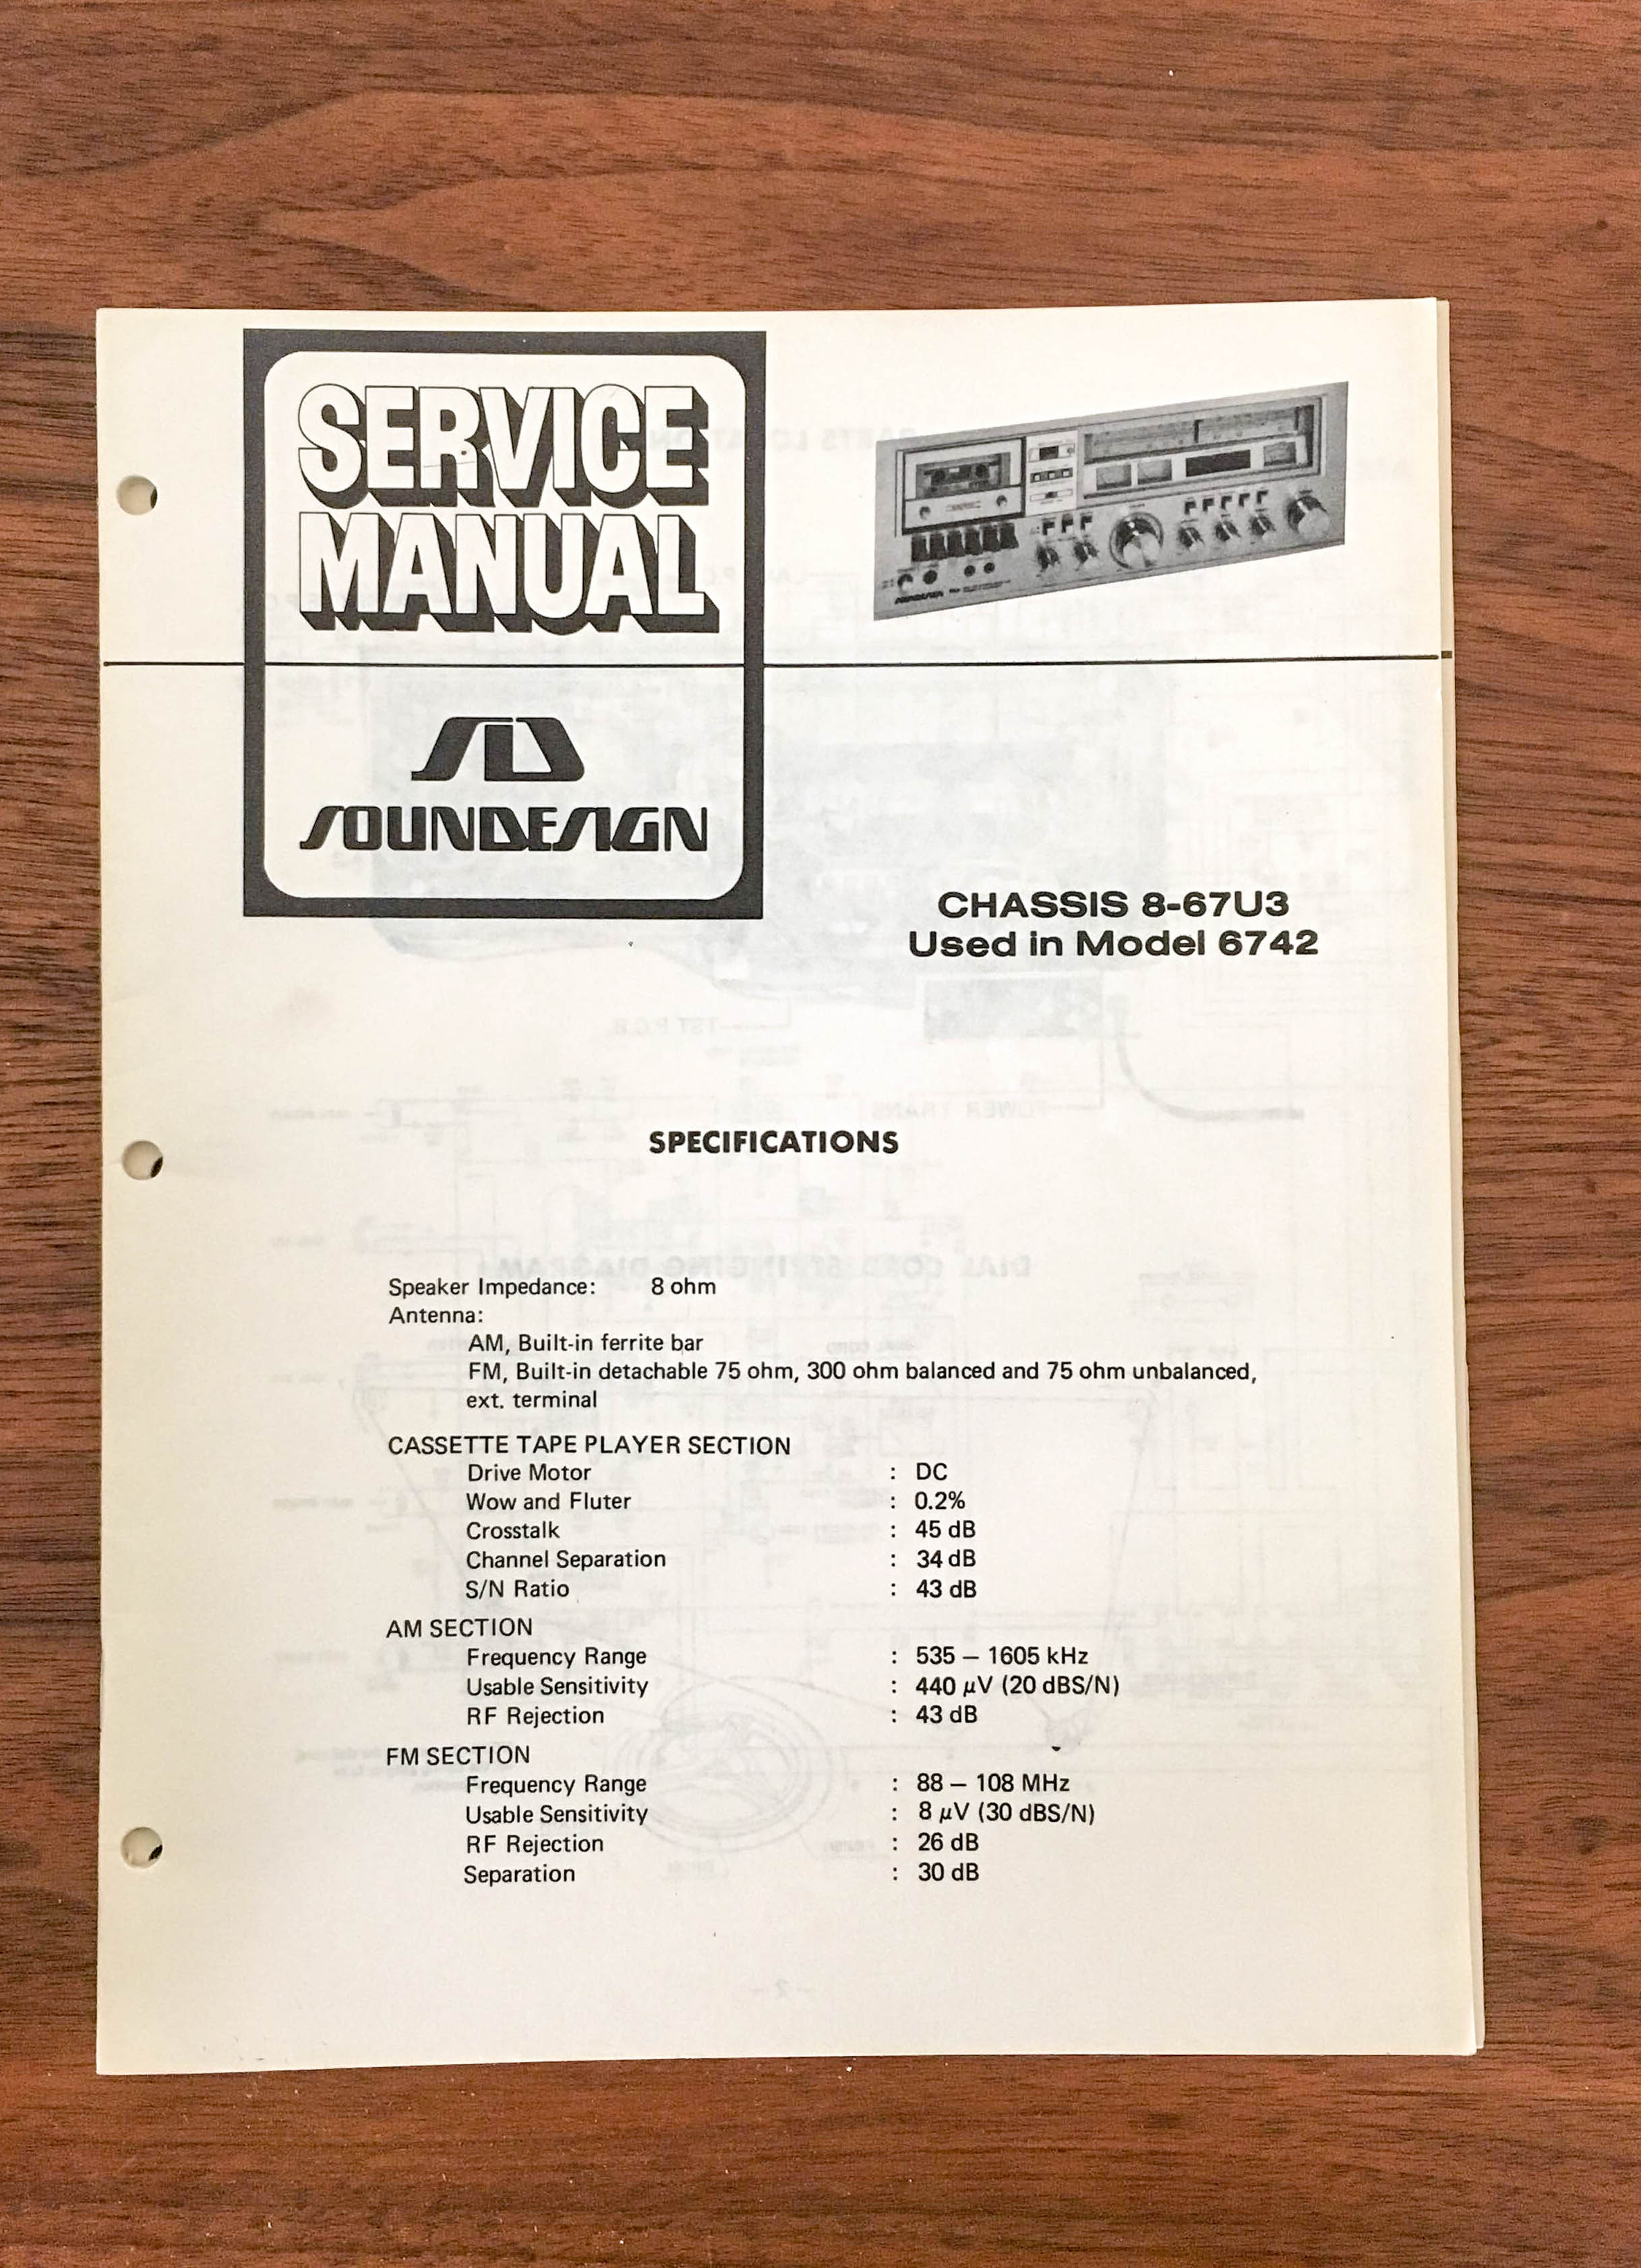 SERVICE
MANUAL
SD
SOUNDESIGN
SOUNDESIGN
CHASSIS 8-67U3
Used in Model 6742
SPECIFICATIONS
Speaker Impedance: 8 ohm
Antenna:
AM, Built-in ferrite bar
FM, Built-in detachable 75 ohm, 300 ohm balanced and 75 ohm unbalanced,
ext. terminal
CASSETTE TAPE PLAYER SECTION
Drive Motor : DC
Wow and Fluter : 0.2%
Crosstalk : 45 dB
Channel Separation : 34 dB
S/N Ratio : 43 dB
AM SECTION
Frequency Range : 535 – 1605 kHz
Usable Sensitivity : 440 μV (20 dBS/N)
RF Rejection : 43 dB
FM SECTION
Frequency Range : 88 – 108 MHz
Usable Sensitivity : 8 μV (30 dBS/N)
RF Rejection : 26 dB
Separation : 30 dB